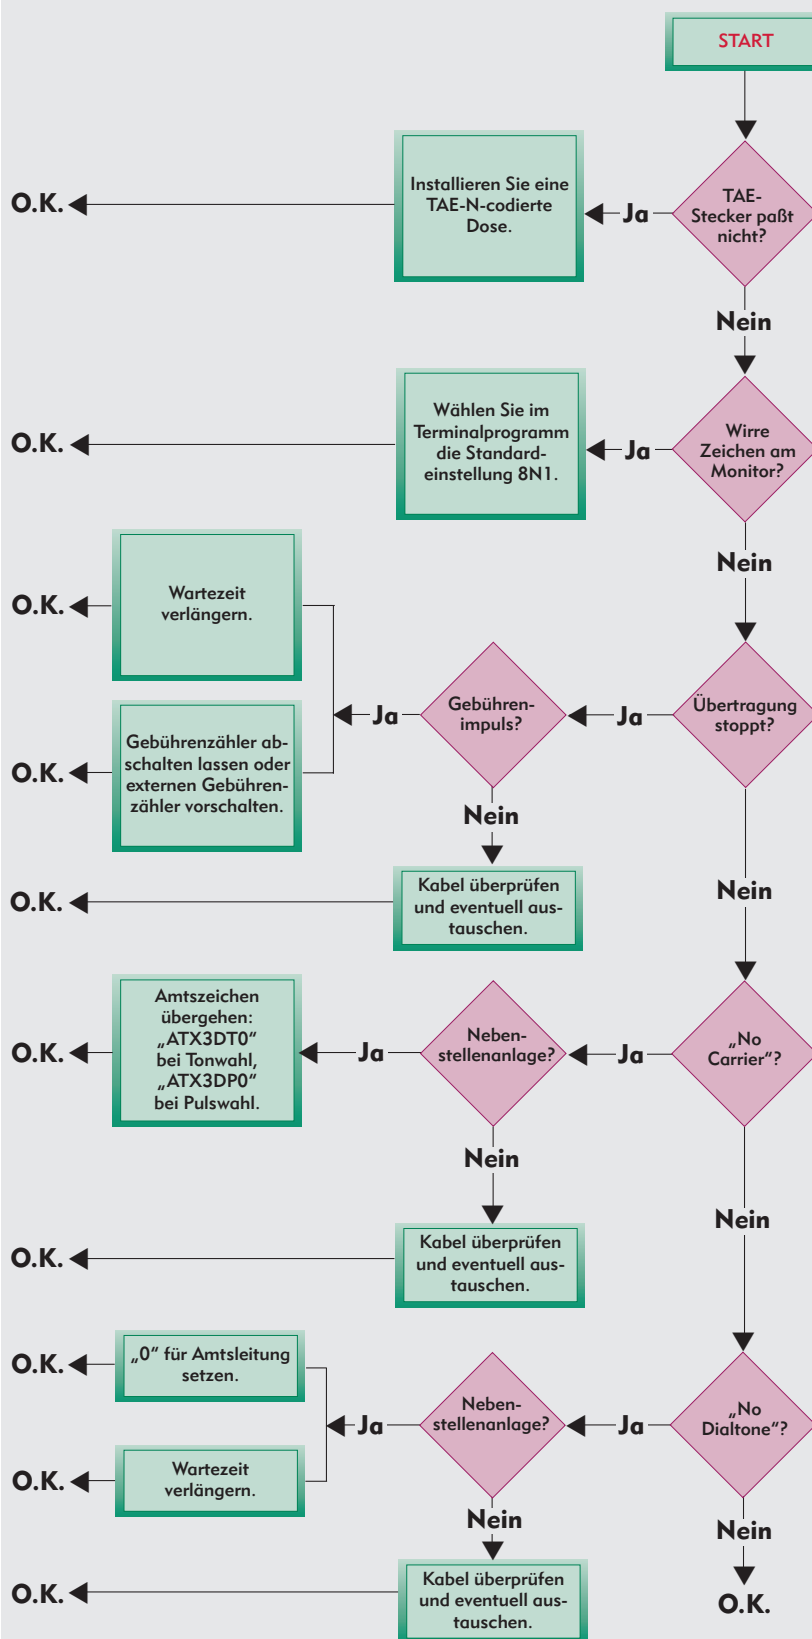 START
TAE-
Stecker paßt
nicht?
Ja
Installieren Sie eine
TAE-N-codierte
Dose.
O.K.
Nein
Wirre
Zeichen am
Monitor?
Ja
Wählen Sie im
Terminalprogramm
die Standard-
einstellung 8N1.
O.K.
Nein
Übertragung
stoppt?
Ja
Gebühren-
impuls?
Ja
Wartezeit
verlängern.
O.K.
Gebührenzähler ab-
schalten lassen oder
externen Gebühren-
zähler vorschalten.
O.K.
Nein
Kabel überprüfen
und eventuell aus-
tauschen.
O.K.
Nein
„No
Carrier“?
Ja
Neben-
stellenanlage?
Ja
Amtszeichen
übergehen:
„ATX3DT0“
bei Tonwahl,
„ATX3DP0“
bei Pulswahl.
O.K.
Nein
Kabel überprüfen
und eventuell aus-
tauschen.
O.K.
Nein
„No
Dialtone“?
Ja
Neben-
stellenanlage?
Ja
„0“ für Amtsleitung
setzen.
O.K.
Wartezeit
verlängern.
O.K.
Nein
Kabel überprüfen
und eventuell aus-
tauschen.
O.K.
Nein
O.K.